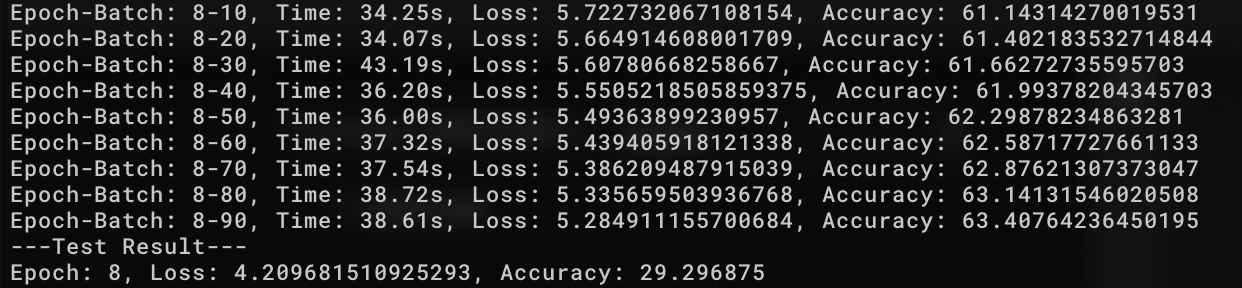 Epoch-Batch: 8-10, Time: 34.25s, Loss: 5.722732067108154, Accuracy: 61.14314270019531
Epoch-Batch: 8-20, Time: 34.07s, Loss: 5.664914608001709, Accuracy: 61.402183532714844
Epoch-Batch: 8-30, Time: 43.19s, Loss: 5.60780668258667, Accuracy: 61.66272735595703
Epoch-Batch: 8-40, Time: 36.20s, Loss: 5.5505218505859375, Accuracy: 61.99378204345703
Epoch-Batch: 8-50, Time: 36.00s, Loss: 5.49363899230957, Accuracy: 62.29878234863281
Epoch-Batch: 8-60, Time: 37.32s, Loss: 5.439405918121338, Accuracy: 62.58717727661133
Epoch-Batch: 8-70, Time: 37.54s, Loss: 5.386209487915039, Accuracy: 62.87621307373047
Epoch-Batch: 8-80, Time: 38.72s, Loss: 5.335659503936768, Accuracy: 63.14131546020508
Epoch-Batch: 8-90, Time: 38.61s, Loss: 5.284911155700684, Accuracy: 63.40764236450195
---Test Result---
Epoch: 8, Loss: 4.209681510925293, Accuracy: 29.296875